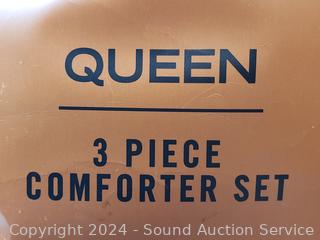 QUEEN
3 PIECE
COMFORTER SET
Copyright 2024 - Sound Auction Service